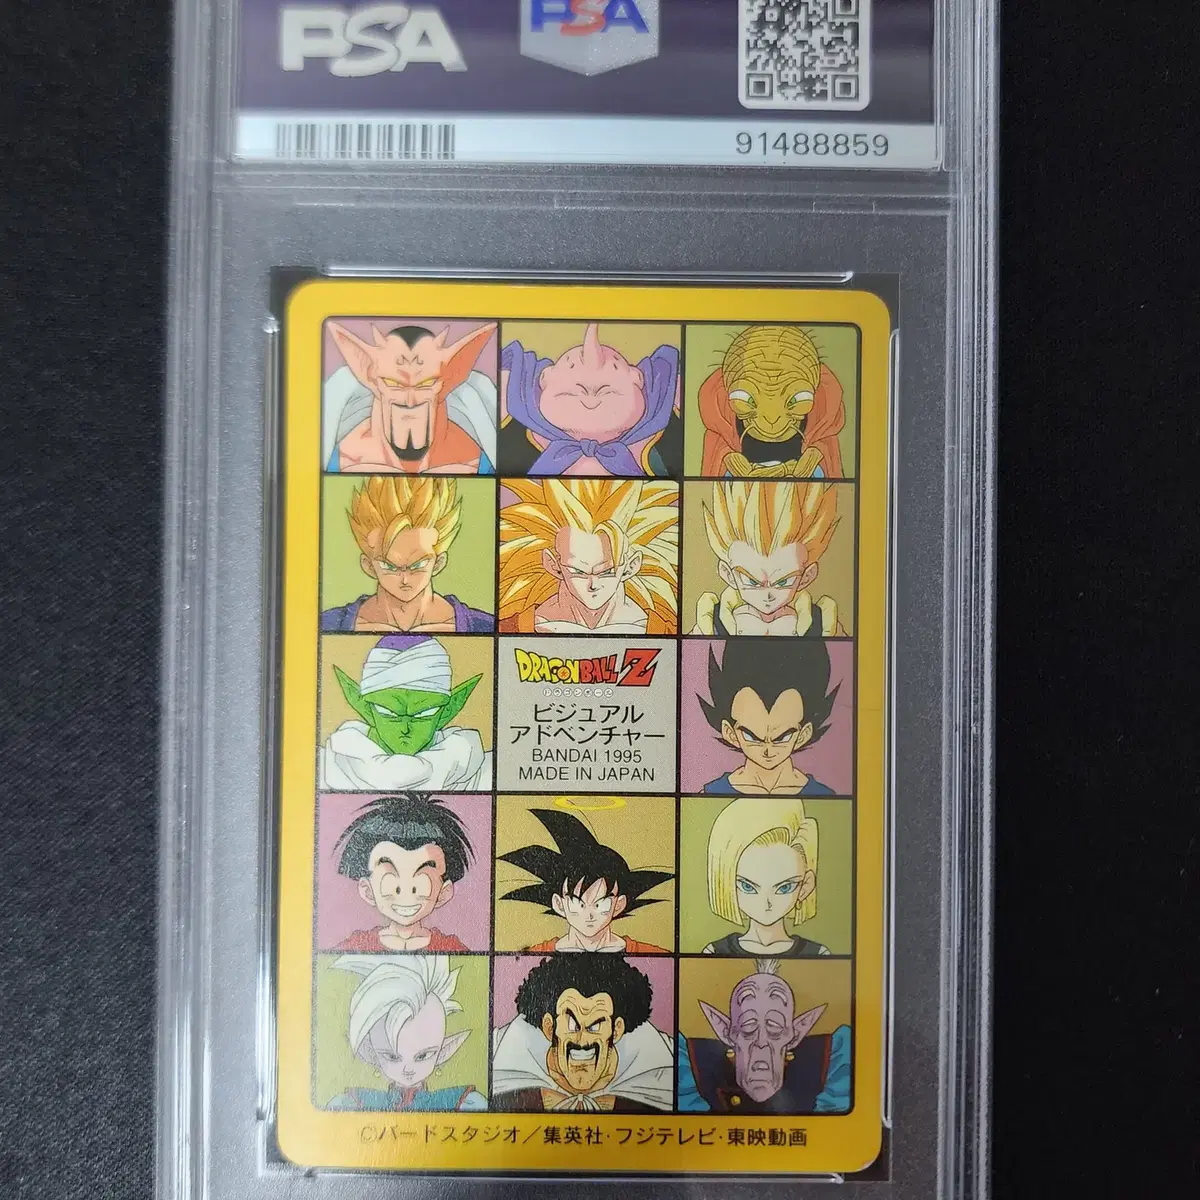 PSA
PSA
91488859
DRAGONBALL Z
ドラゴンボール
ビジュアル
アドベンチャー
BANDAI 1995
MADE IN JAPAN
©バードスタジオ／集英社・フジテレビ・東映動画